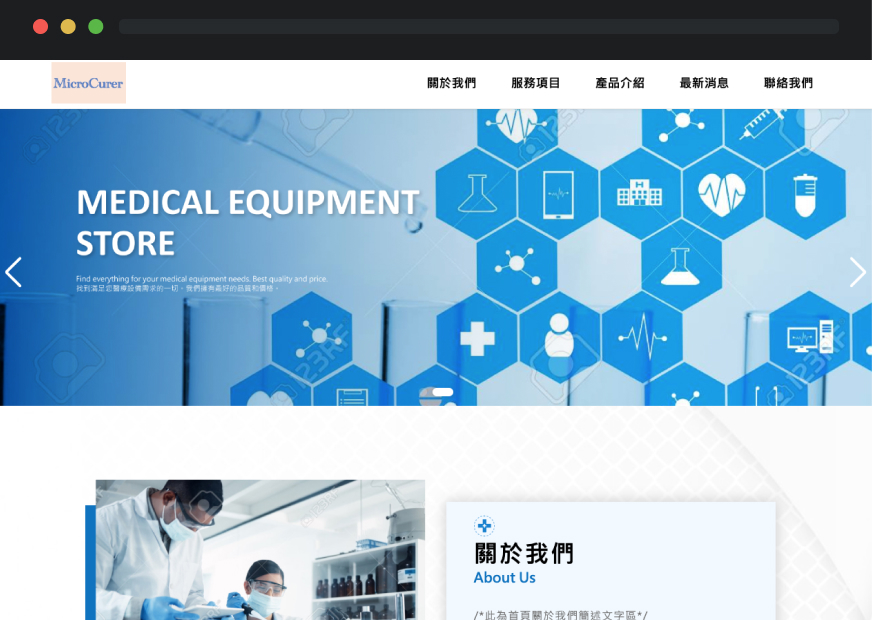 MicroCurer
關於我們
服務項目
產品介紹
最新消息
聯絡我們
MEDICAL EQUIPMENT
STORE
Find everything for your medical equipment needs. Best quality and price.
找到滿足您醫療設備需求的一切，我們擁有最好的品質和價格。
123RF
123RF
123RF
關於我們
About Us
/*此為首頁關於我們簡述文字區*/